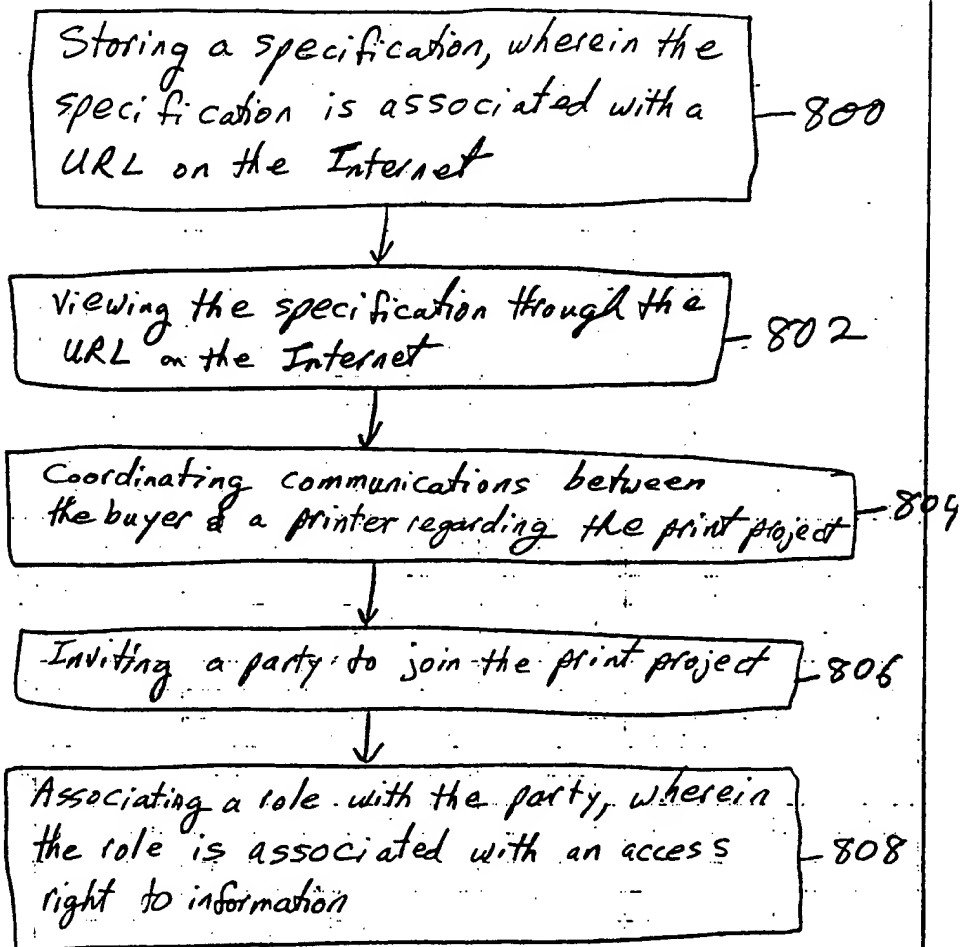 Storing a specification, wherein the
specification is associated with a
URL on the Internet
800
Viewing the specification through the
URL on the Internet
802
Coordinating communications between
the buyer & a printer regarding the print project
804
Inviting a party to join the print project
806
Associating a role with the party, wherein
the role is associated with an access
right to information
808